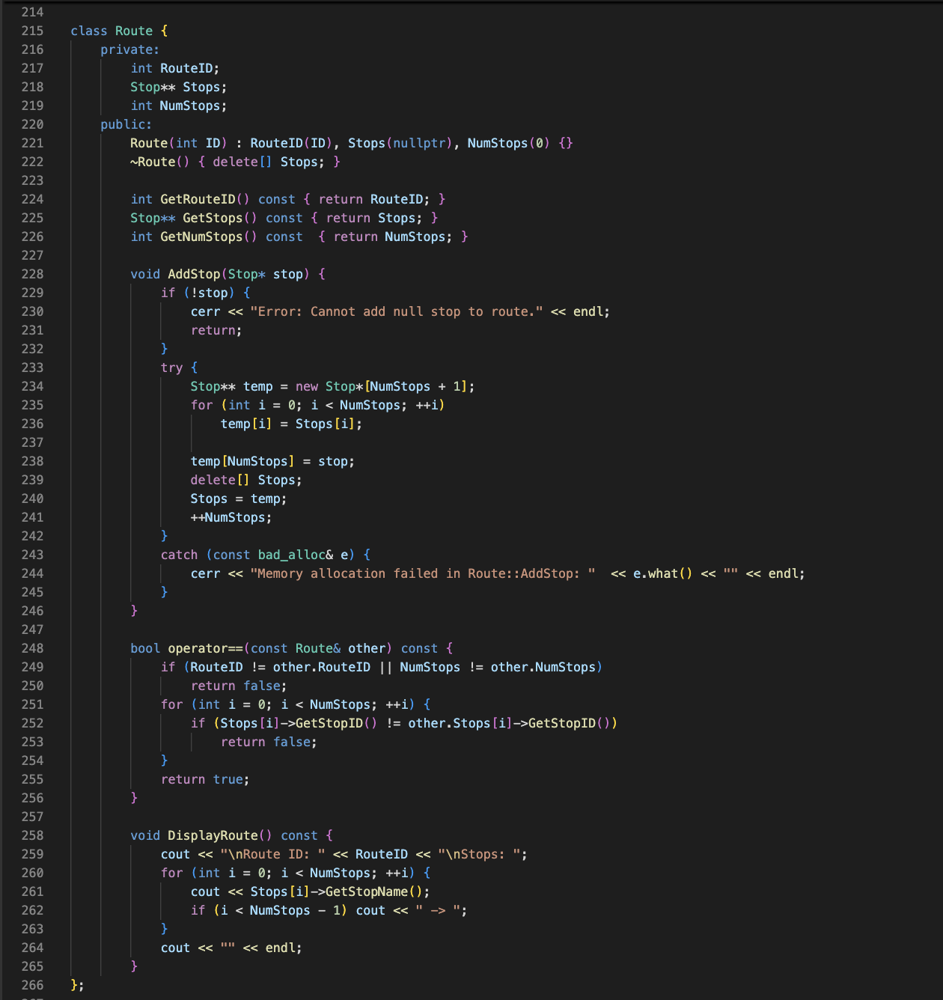 214
215 class Route {
216 private:
217 int RouteID;
218 Stop** Stops;
219 int NumStops;
220 public:
221 Route(int ID) : RouteID(ID), Stops(nullptr), NumStops(0) {}
222 ~Route() { delete[] Stops; }
223
224 int GetRouteID() const { return RouteID; }
225 Stop** GetStops() const { return Stops; }
226 int GetNumStops() const  { return NumStops; }
227
228 void AddStop(Stop* stop) {
229 if (!stop) {
230 cerr << "Error: Cannot add null stop to route." << endl;
231 return;
232 }
233 try {
234 Stop** temp = new Stop*[NumStops + 1];
235 for (int i = 0; i < NumStops; ++i)
236 temp[i] = Stops[i];
237
238 temp[NumStops] = stop;
239 delete[] Stops;
240 Stops = temp;
241 ++NumStops;
242 }
243 catch (const bad_alloc& e) {
244 cerr << "Memory allocation failed in Route::AddStop: "  << e.what() << "" << endl;
245 }
246 }
247
248 bool operator==(const Route& other) const {
249 if (RouteID != other.RouteID || NumStops != other.NumStops)
250 return false;
251 for (int i = 0; i < NumStops; ++i) {
252 if (Stops[i]->GetStopID() != other.Stops[i]->GetStopID())
253 return false;
254 }
255 return true;
256 }
257
258 void DisplayRoute() const {
259 cout << "\nRoute ID: " << RouteID << "\nStops: ";
260 for (int i = 0; i < NumStops; ++i) {
261 cout << Stops[i]->GetStopName();
262 if (i < NumStops - 1) cout << " -> ";
263 }
264 cout << "" << endl;
265 }
266 };